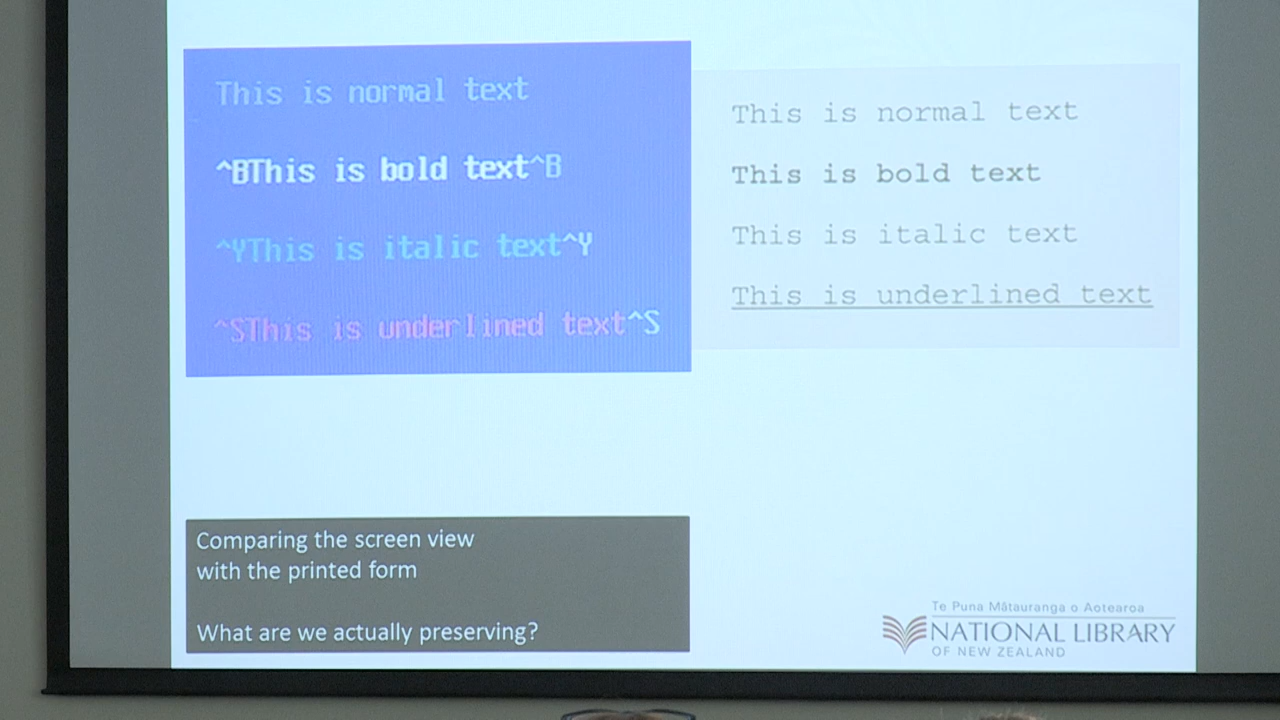 This is normal text
^BThis is bold text^B
^YThis is italic text^Y
^SThis is underlined text^S
This is normal text
This is bold text
This is italic text
This is underlined text
Comparing the screen view
with the printed form
What are we actually preserving?
Te Puna Mātauranga o Aotearoa
NATIONAL LIBRARY
OF NEW ZEALAND